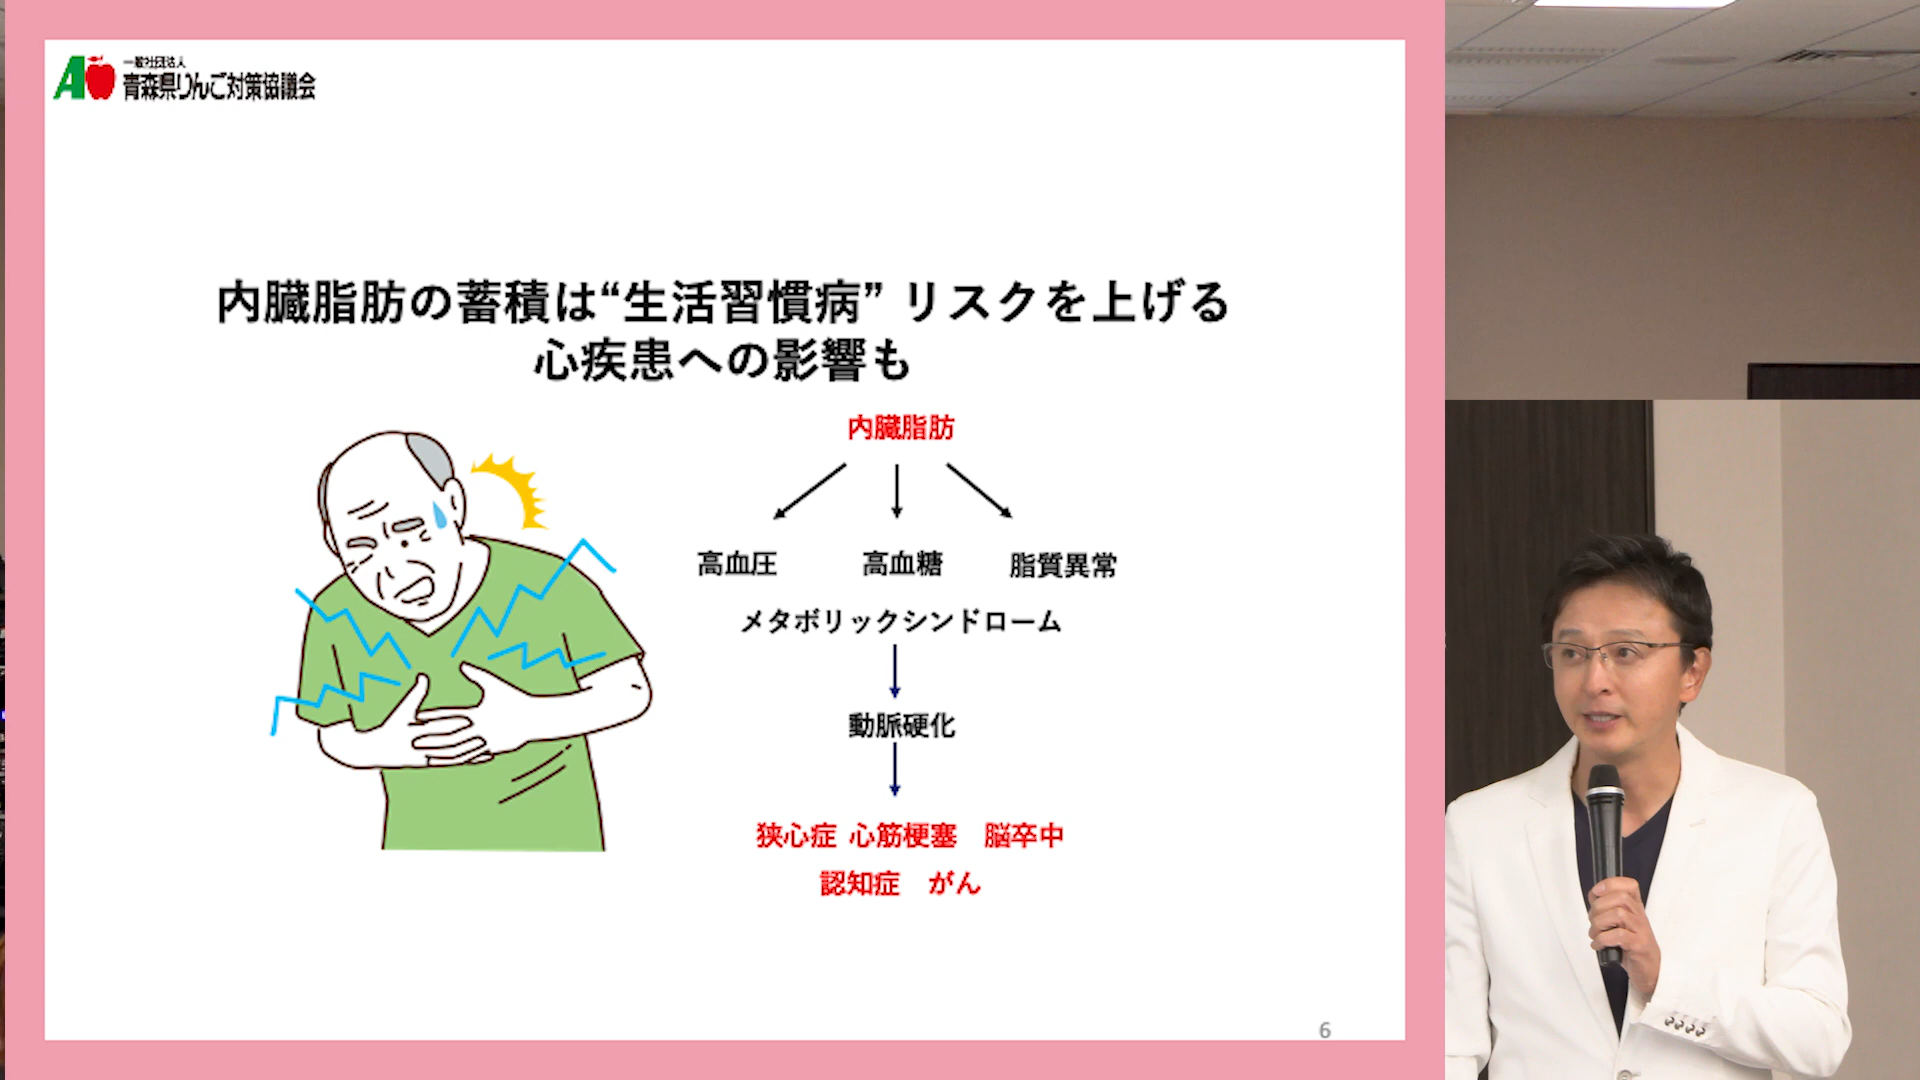 一般社団法人
青森県りんご対策協議会
内臓脂肪の蓄積は“生活習慣病” リスクを上げる
心疾患への影響も
内臓脂肪
高血圧 高血糖 脂質異常
メタボリックシンドローム
動脈硬化
狭心症 心筋梗塞 脳卒中
認知症 がん
6